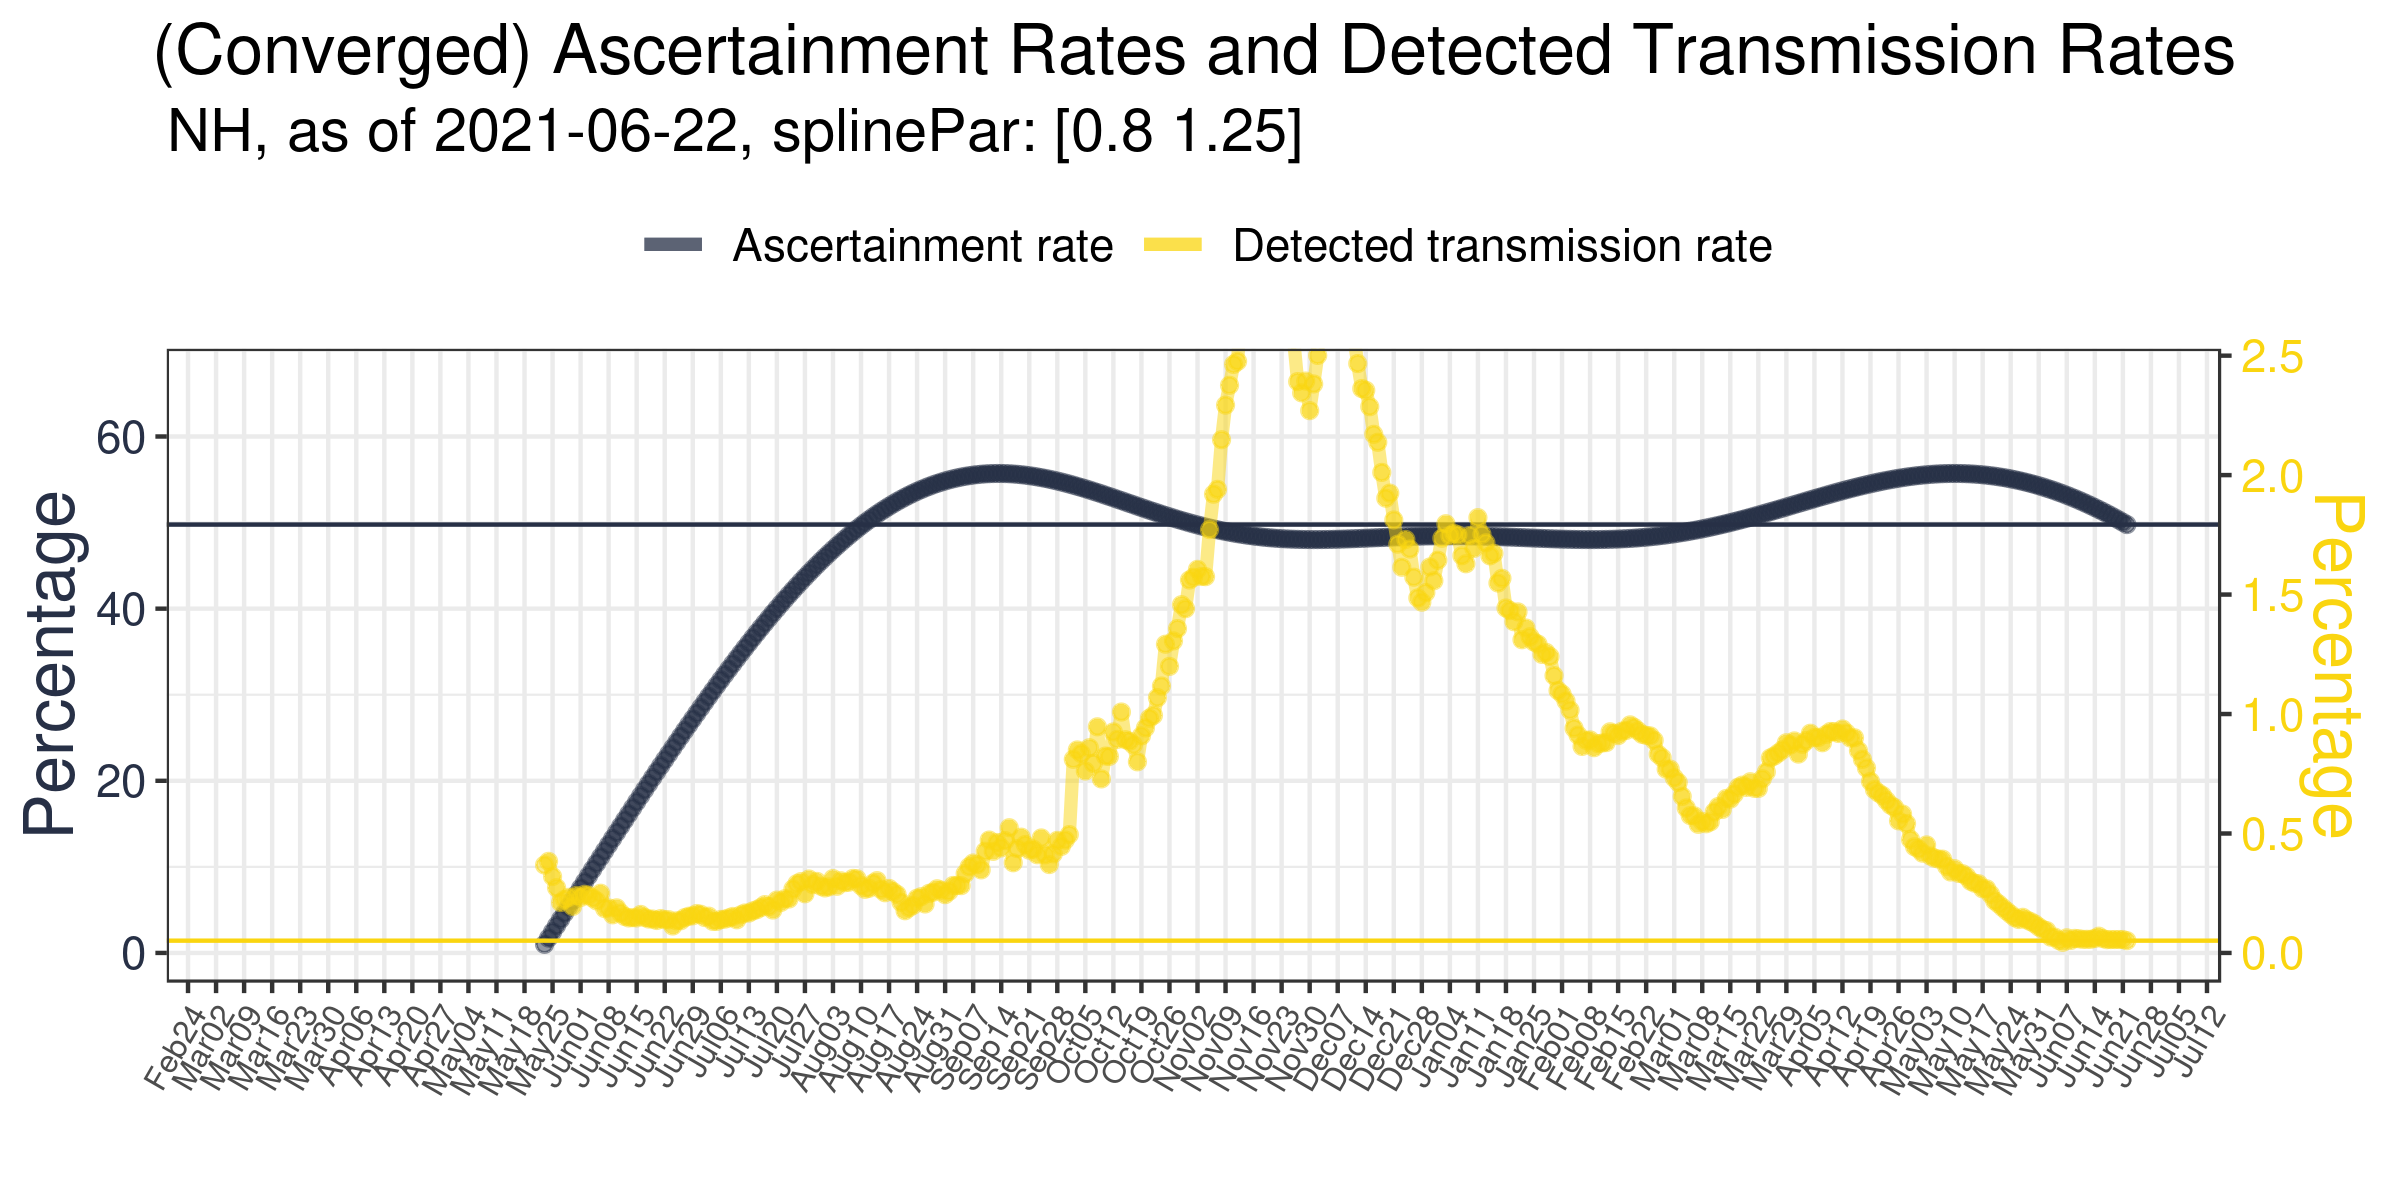 (Converged) Ascertainment Rates and Detected Transmission Rates
NH, as of 2021-06-22, splinePar: [0.8 1.25]
Ascertainment rate
Detected transmission rate
Percentage
60
40
20
0
2.5
2.0
1.5
1.0
0.5
0.0
Percentage
Feb24
Mar02
Mar09
Mar16
Mar23
Mar30
Apr06
Apr13
Apr20
Apr27
May04
May11
May18
May25
Jun01
Jun08
Jun15
Jun22
Jun29
Jul06
Jul13
Jul20
Jul27
Aug03
Aug10
Aug17
Aug24
Aug31
Sep07
Sep14
Sep21
Sep28
Oct05
Oct12
Oct19
Oct26
Nov02
Nov09
Nov16
Nov23
Nov30
Dec07
Dec14
Dec21
Dec28
Jan04
Jan11
Jan18
Jan25
Feb01
Feb08
Feb15
Feb22
Mar01
Mar08
Mar15
Mar22
Mar29
Apr05
Apr12
Apr19
Apr26
May03
May10
May17
May24
May31
Jun07
Jun14
Jun21
Jun28
Jul05
Jul12